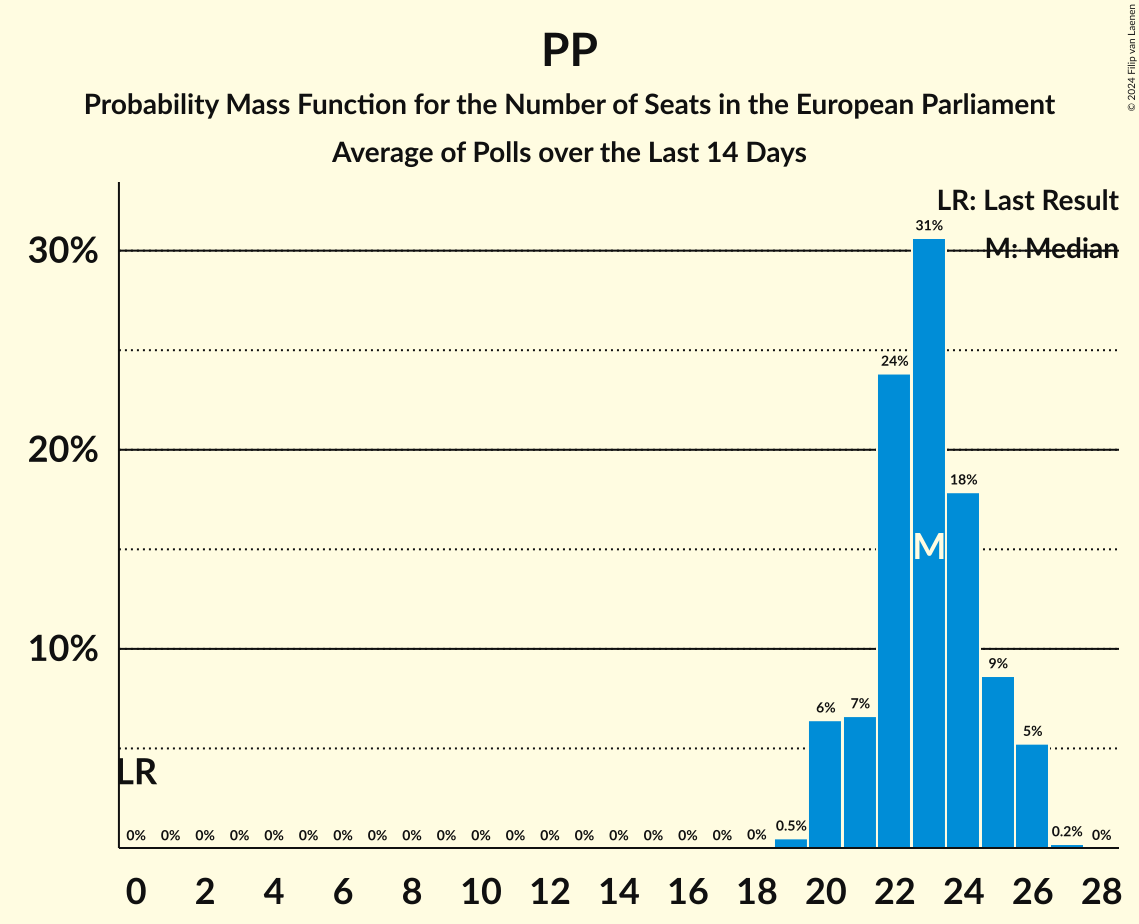 PP
Probability Mass Function for the Number of Seats in the European Parliament
Average of Polls over the Last 14 Days
© 2024 Filip van Laenen
LR: Last Result
M: Median
30%
20%
10%
31%
24%
18%
9%
7%
6%
5%
M
LR
0% 0% 0% 0% 0% 0% 0% 0% 0% 0% 0% 0% 0% 0% 0% 0% 0% 0% 0% 0.5% 0.2% 0%
0 2 4 6 8 10 12 14 16 18 20 22 24 26 28